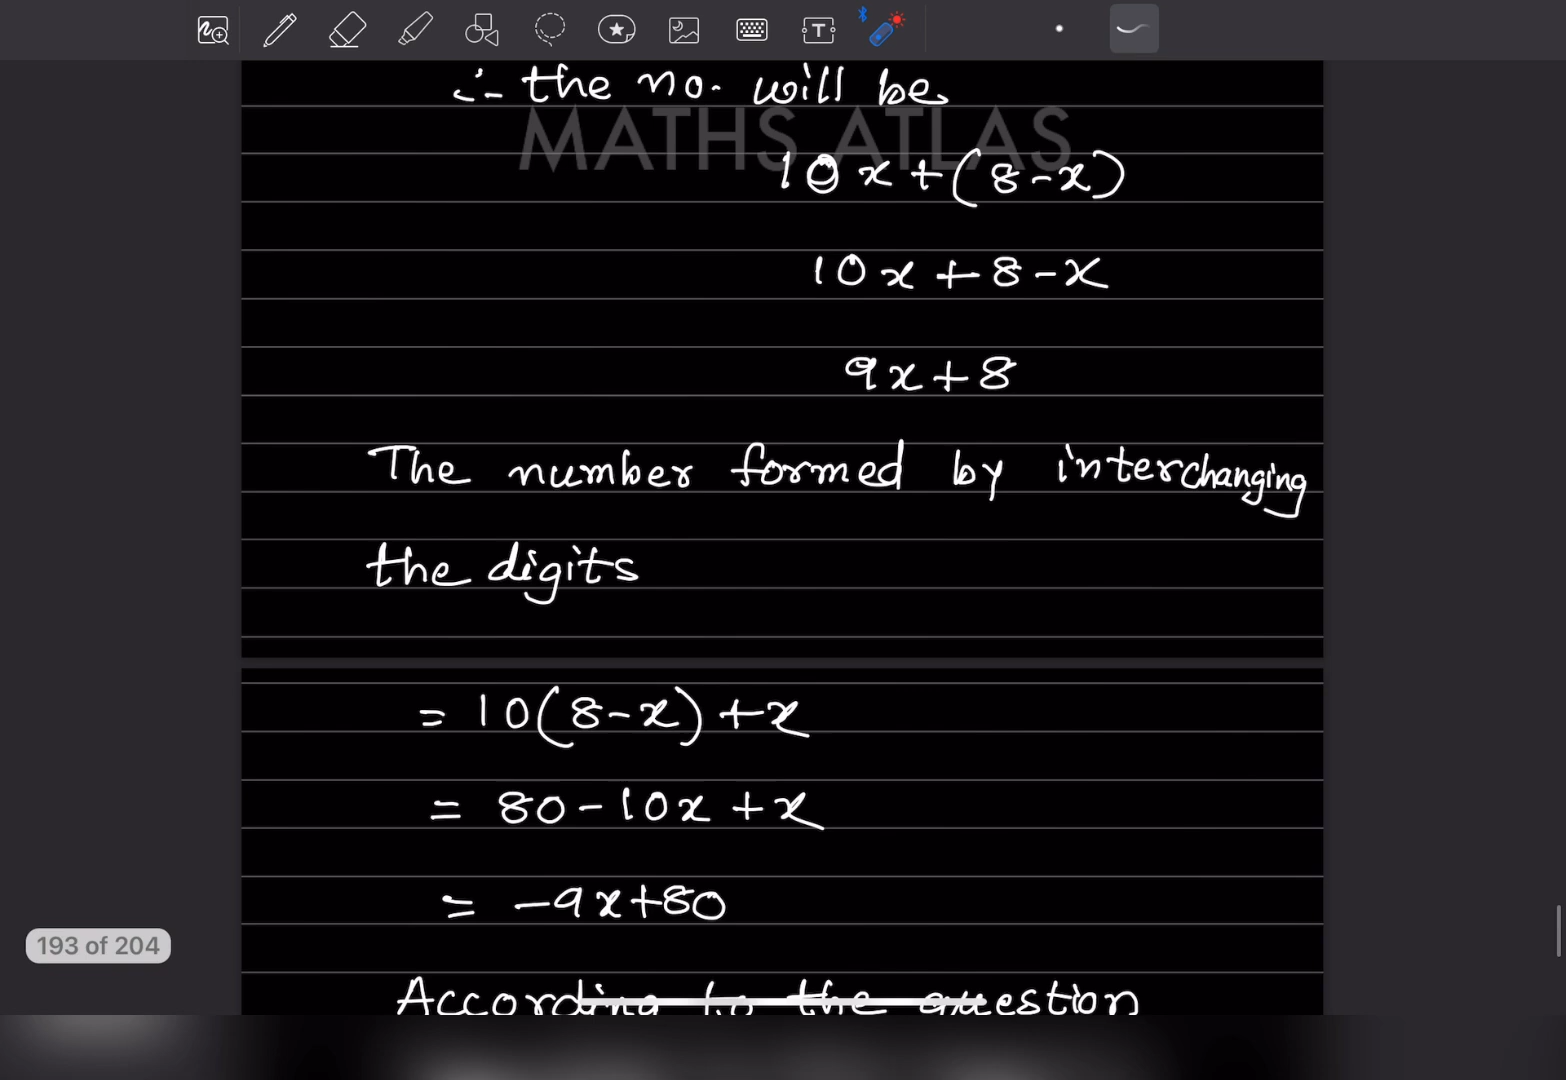 ∴ the no. will be
MATHS ATLAS
10x+(8-x)
10x+8-x
9x+8
The number formed by interchanging
the digits
= 10(8-x)+x
= 80-10x+x
= -9x+80
193 of 204
According to the question